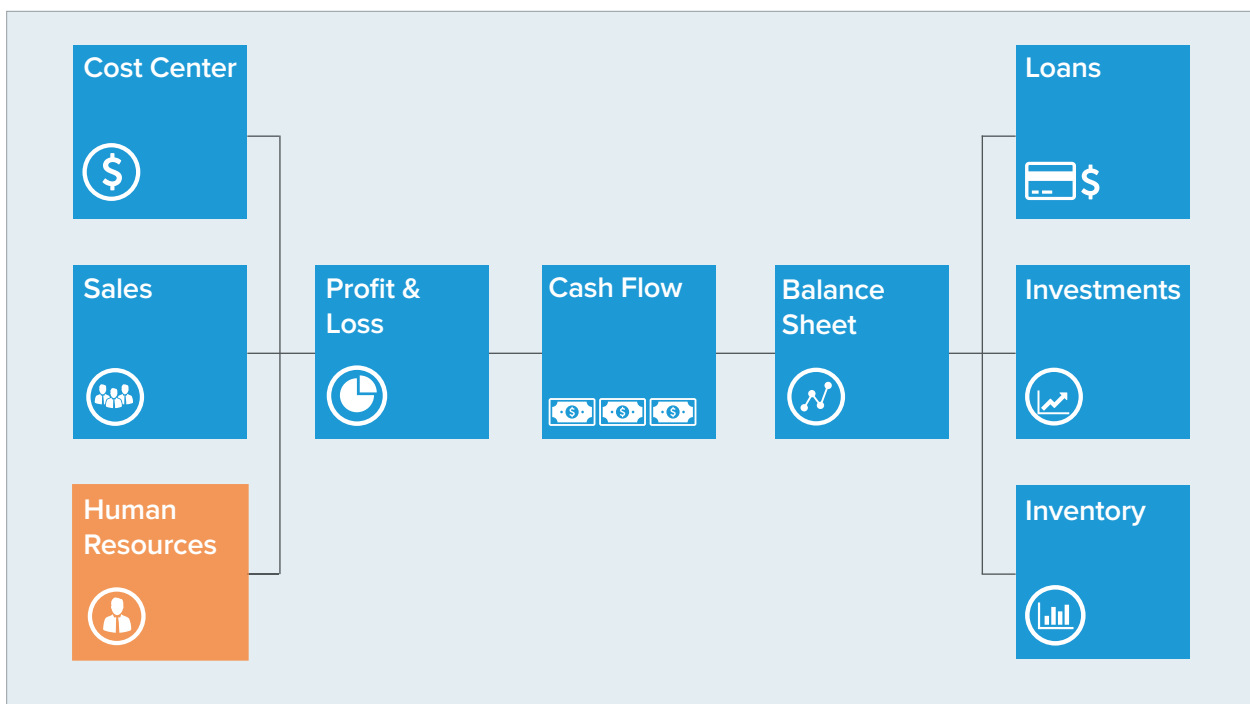 Cost Center
Loans
Sales
Profit &
Loss
Cash Flow
Balance
Sheet
Investments
Human
Resources
Inventory